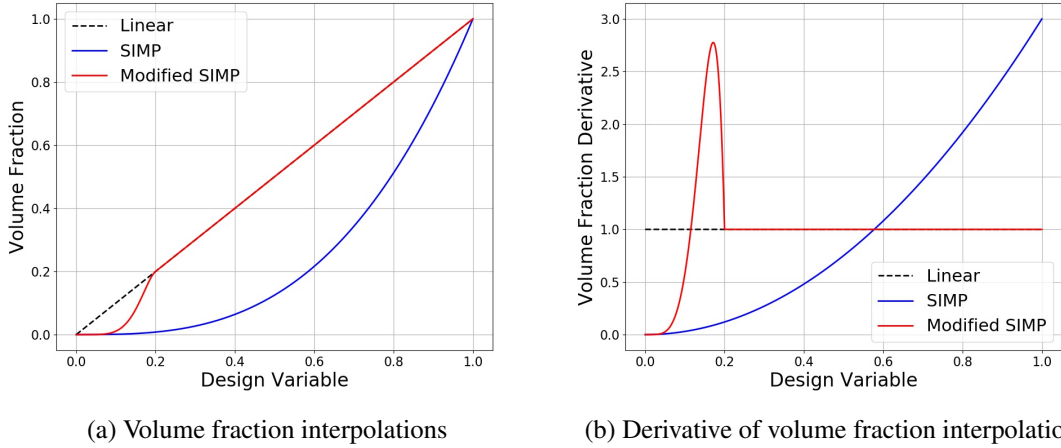 1.0
0.8
0.6
0.4
0.2
0.0
Volume Fraction
Linear
SIMP
Modified SIMP
0.0 0.2 0.4 0.6 0.8 1.0
Design Variable
(a) Volume fraction interpolations
3.0
2.5
2.0
1.5
1.0
0.5
0.0
Volume Fraction Derivative
Linear
SIMP
Modified SIMP
0.0 0.2 0.4 0.6 0.8 1.0
Design Variable
(b) Derivative of volume fraction interpolatio